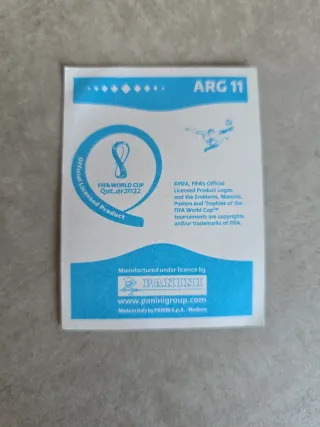 ARG 11
Official Licensed Product
FIFA WORLD CUP
Qatar2022
©FIFA, FIFA's Official
Licensed Product Logos
and the Emblems, Mascots,
Posters and Trophies of the
FIFA World Cup™
tournaments are copyrights
and/or trademarks of FIFA.
Manufactured under licence by
PANINI
www.paninigroup.com
Made in Italy by PANINI S.p.A. - Modena